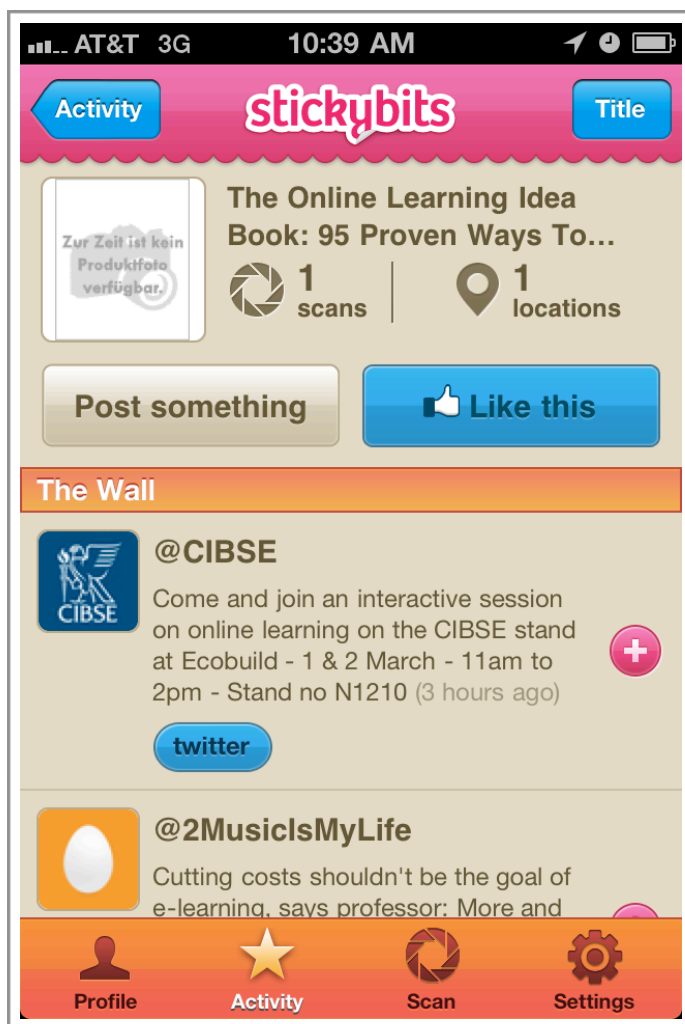 AT&T 3G 10:39 AM
Activity stickybits Title
The Online Learning Idea
Book: 95 Proven Ways To...
Zur Zeit ist kein
Produktfoto
verfügbar.
1
scans
1
locations
Post something
Like this
The Wall
@CIBSE
CIBSE
Come and join an interactive session
on online learning on the CIBSE stand
at Ecobuild - 1 & 2 March - 11am to
2pm - Stand no N1210 (3 hours ago)
twitter
@2MusicIsMyLife
Cutting costs shouldn't be the goal of
e-learning, says professor: More and
Profile Activity Scan Settings